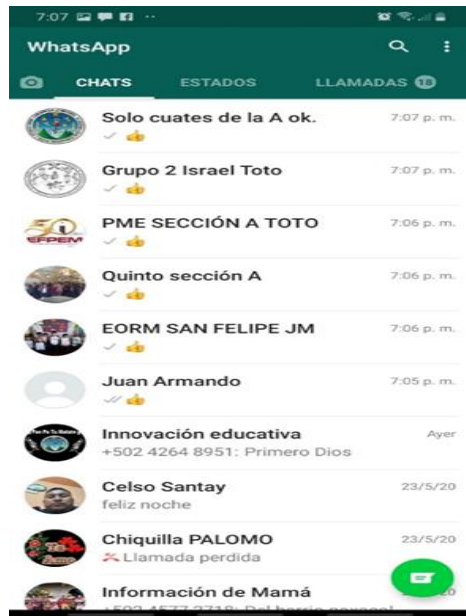 7:07
WhatsApp
CHATS ESTADOS LLAMADAS 18
Solo cuates de la A ok. 7:07 p. m.
Grupo 2 Israel Toto 7:07 p. m.
PME SECCIÓN A TOTO 7:06 p. m.
50
EFPEM
Quinto sección A 7:06 p. m.
EORM SAN FELIPE JM 7:06 p. m.
Juan Armando 7:05 p. m.
Innovación educativa Ayer
+502 4264 8951: Primero Dios
Celso Santay 23/5/20
feliz noche
Chiquilla PALOMO 23/5/20
Llamada perdida
Información de Mamá